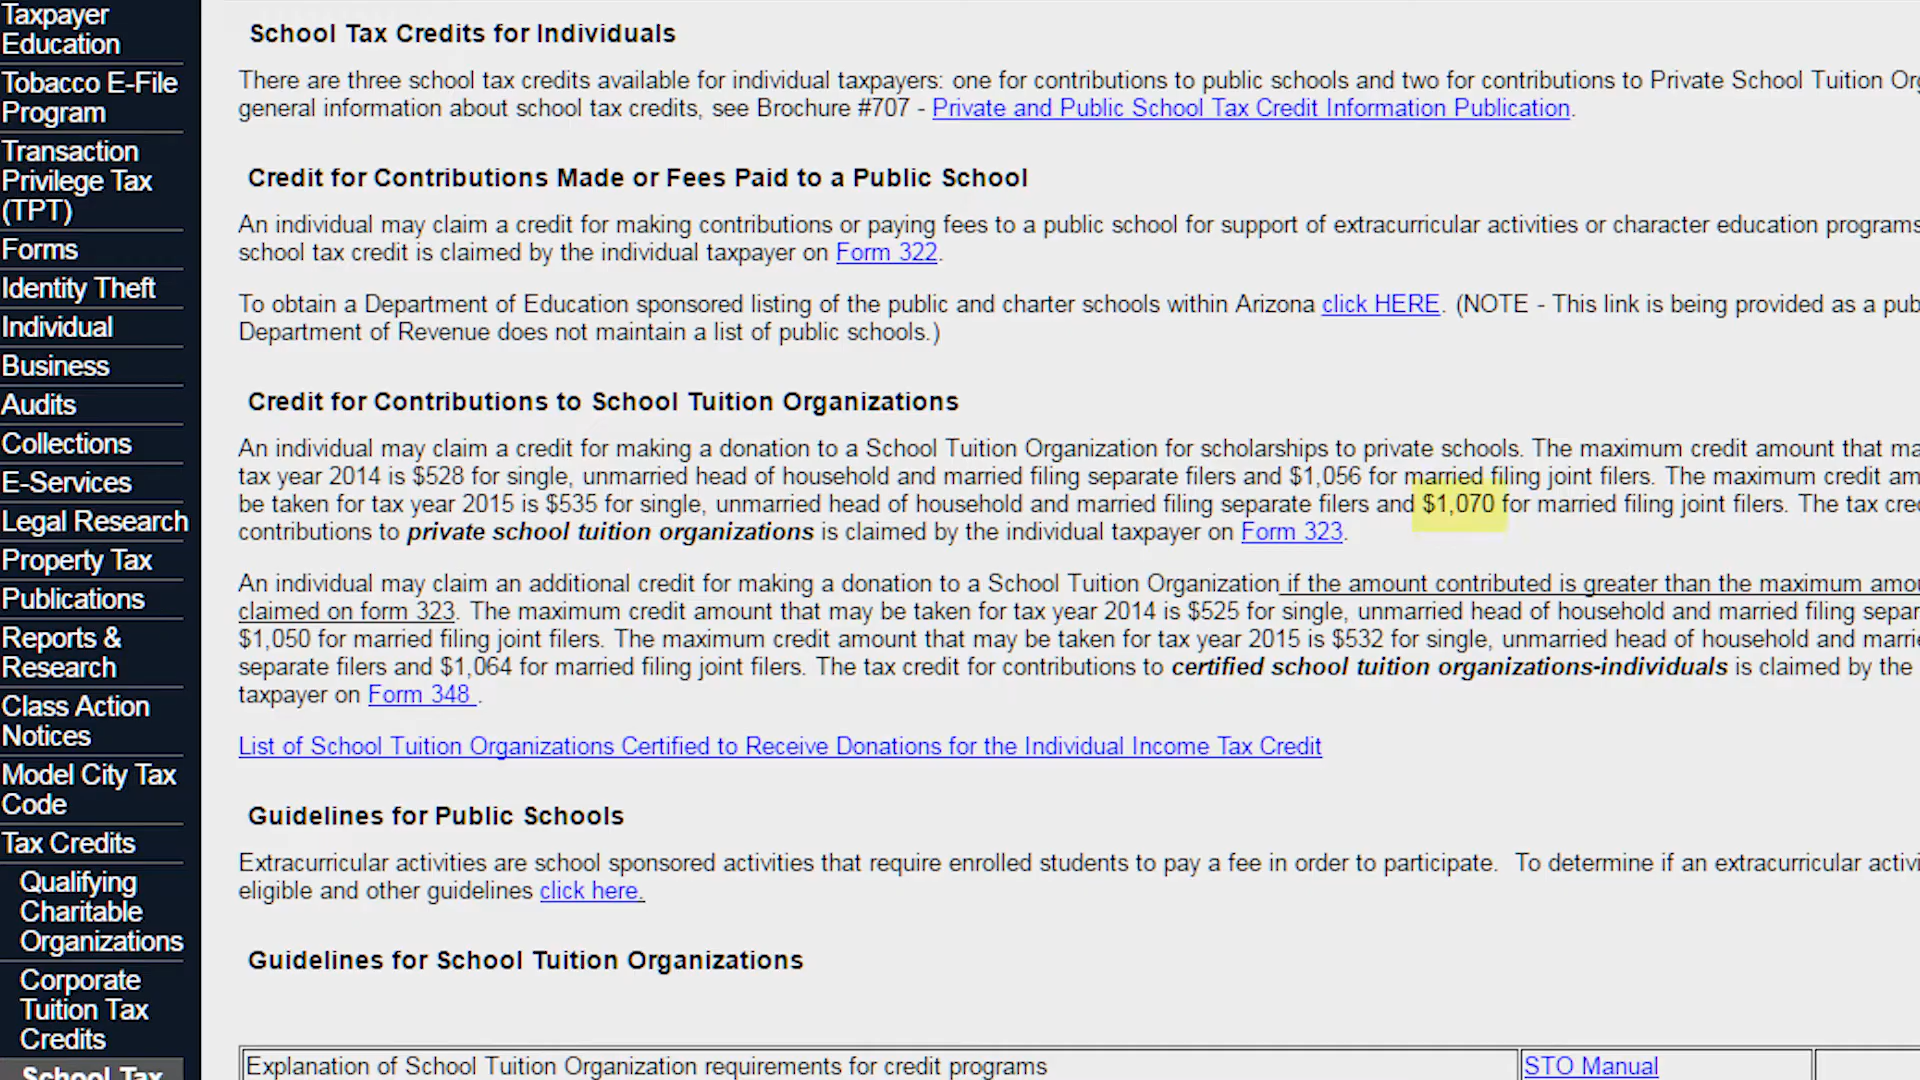 Taxpayer
Education
Tobacco E-File
Program
Transaction
Privilege Tax
(TPT)
Forms
Identity Theft
Individual
Business
Audits
Collections
E-Services
Legal Research
Property Tax
Publications
Reports &
Research
Class Action
Notices
Model City Tax
Code
Tax Credits
Qualifying
Charitable
Organizations
Corporate
Tuition Tax
Credits
School Tax
School Tax Credits for Individuals
There are three school tax credits available for individual taxpayers: one for contributions to public schools and two for contributions to Private School Tuition
general information about school tax credits, see Brochure #707 - Private and Public School Tax Credit Information Publication.
Credit for Contributions Made or Fees Paid to a Public School
An individual may claim a credit for making contributions or paying fees to a public school for support of extracurricular activities or character education programs
school tax credit is claimed by the individual taxpayer on Form 322.
To obtain a Department of Education sponsored listing of the public and charter schools within Arizona click HERE. (NOTE - This link is being provided as a
Department of Revenue does not maintain a list of public schools.)
Credit for Contributions to School Tuition Organizations
An individual may claim a credit for making a donation to a School Tuition Organization for scholarships to private schools. The maximum credit amount that
tax year 2014 is $528 for single, unmarried head of household and married filing separate filers and $1,056 for married filing joint filers. The maximum credit
be taken for tax year 2015 is $535 for single, unmarried head of household and married filing separate filers and $1,070 for married filing joint filers. The tax
contributions to private school tuition organizations is claimed by the individual taxpayer on Form 323.
An individual may claim an additional credit for making a donation to a School Tuition Organization if the amount contributed is greater than the maximum
claimed on form 323. The maximum credit amount that may be taken for tax year 2014 is $525 for single, unmarried head of household and married filing
$1,050 for married filing joint filers. The maximum credit amount that may be taken for tax year 2015 is $532 for single, unmarried head of household and
separate filers and $1,064 for married filing joint filers. The tax credit for contributions to certified school tuition organizations-individuals is claimed by the
taxpayer on Form 348 .
List of School Tuition Organizations Certified to Receive Donations for the Individual Income Tax Credit
Guidelines for Public Schools
Extracurricular activities are school sponsored activities that require enrolled students to pay a fee in order to participate. To determine if an extracurricular
eligible and other guidelines click here.
Guidelines for School Tuition Organizations
Explanation of School Tuition Organization requirements for credit programs
STO Manual